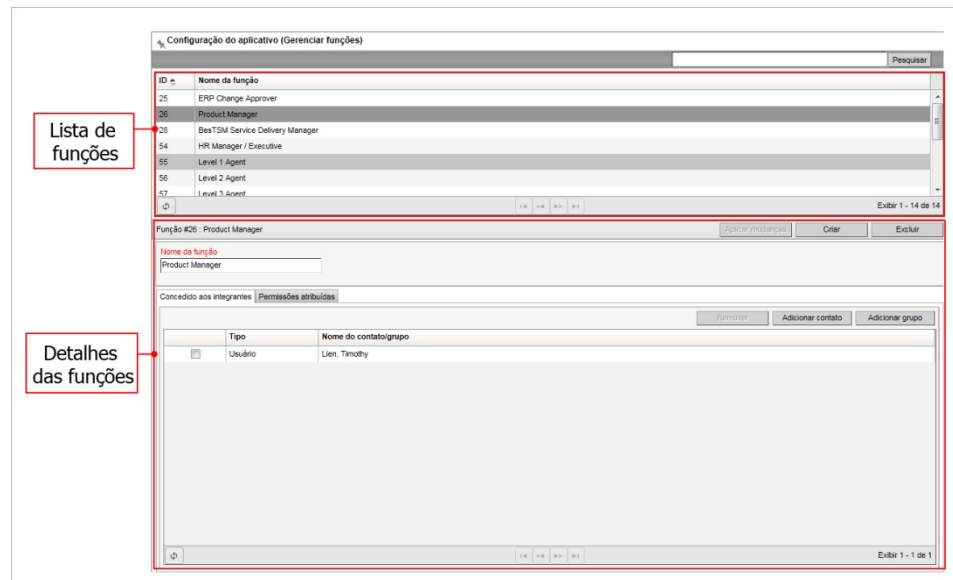 Configuração do aplicativo (Gerenciar funções)
Pesquisar
ID Nome da função
25 ERP Change Approver
26 Product Manager
28 BesTSM Service Delivery Manager
54 HR Manager / Executive
55 Level 1 Agent
56 Level 2 Agent
57 Level 3 Agent
Exibir 1 - 14 de 14
Lista de
funções
Função #26 : Product Manager Aplicar mudanças Criar Excluir
Nome da função
Product Manager
Concedido aos integrantes Permissões atribuídas
Remover Adicionar contato Adicionar grupo
Tipo Nome do contato/grupo
Usuário Lien, Timothy
Detalhes
das funções
Exibir 1 - 1 de 1